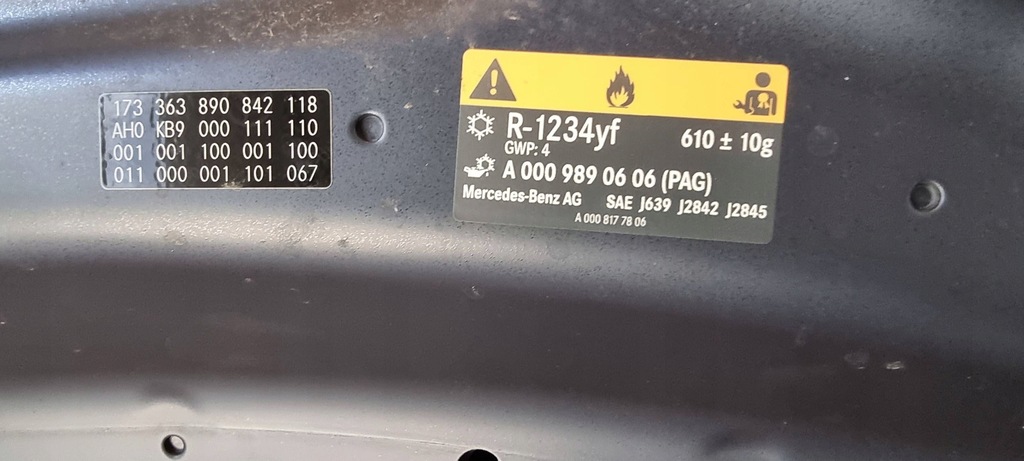 173 363 890 842 118
AH0 KB9 000 111 110
001 001 100 001 100
011 000 001 101 067
R-1234yf 610 ± 10g
GWP: 4
A 000 989 06 06 (PAG)
Mercedes-Benz AG SAE J639 J2842 J2845
A 000 817 78 06